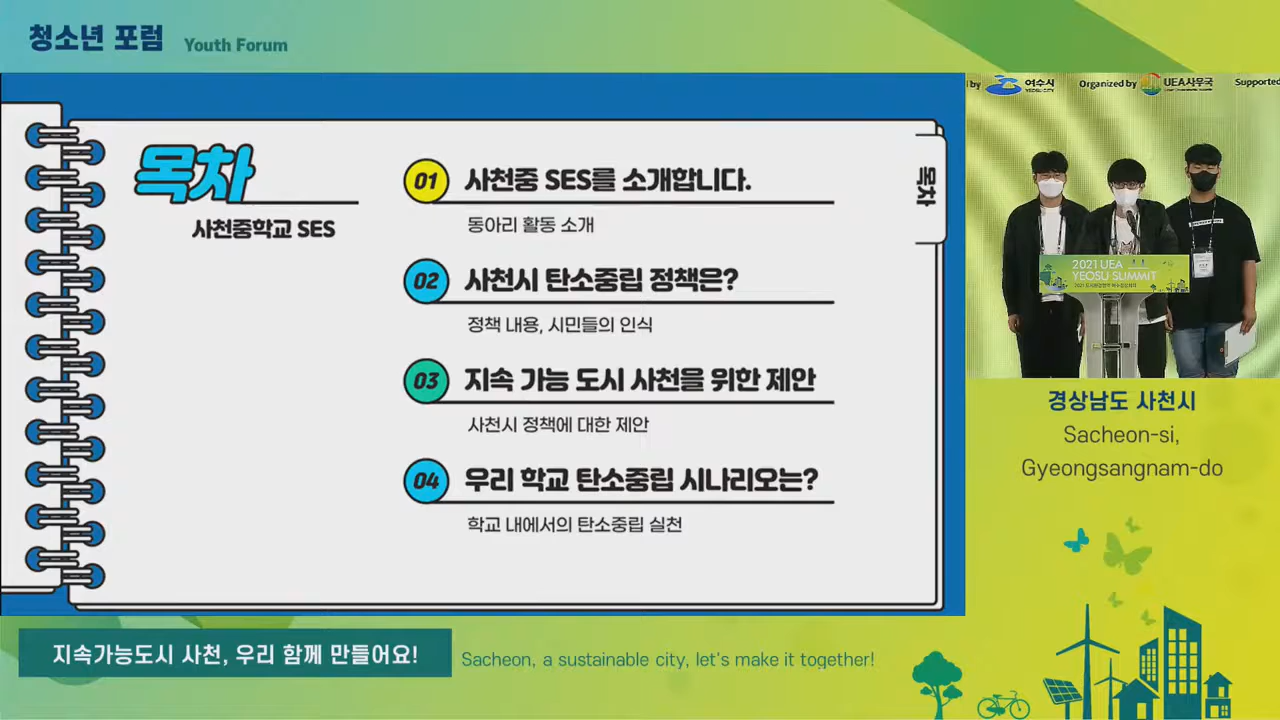 청소년 포럼 Youth Forum
목차
사천중학교 SES
01 사천중 SES를 소개합니다.
동아리 활동 소개
02 사천시 탄소중립 정책은?
정책 내용, 시민들의 인식
03 지속 가능 도시 사천을 위한 제안
사천시 정책에 대한 제안
04 우리 학교 탄소중립 시나리오는?
학교 내에서의 탄소중립 실천
목차
by 여수시 YEOSU CITY Organized by UEA사무국 Supported
2021 UEA
YEOSU SUMMIT
경상남도 사천시
Sacheon-si,
Gyeongsangnam-do
지속가능도시 사천, 우리 함께 만들어요! Sacheon, a sustainable city, let's make it together!